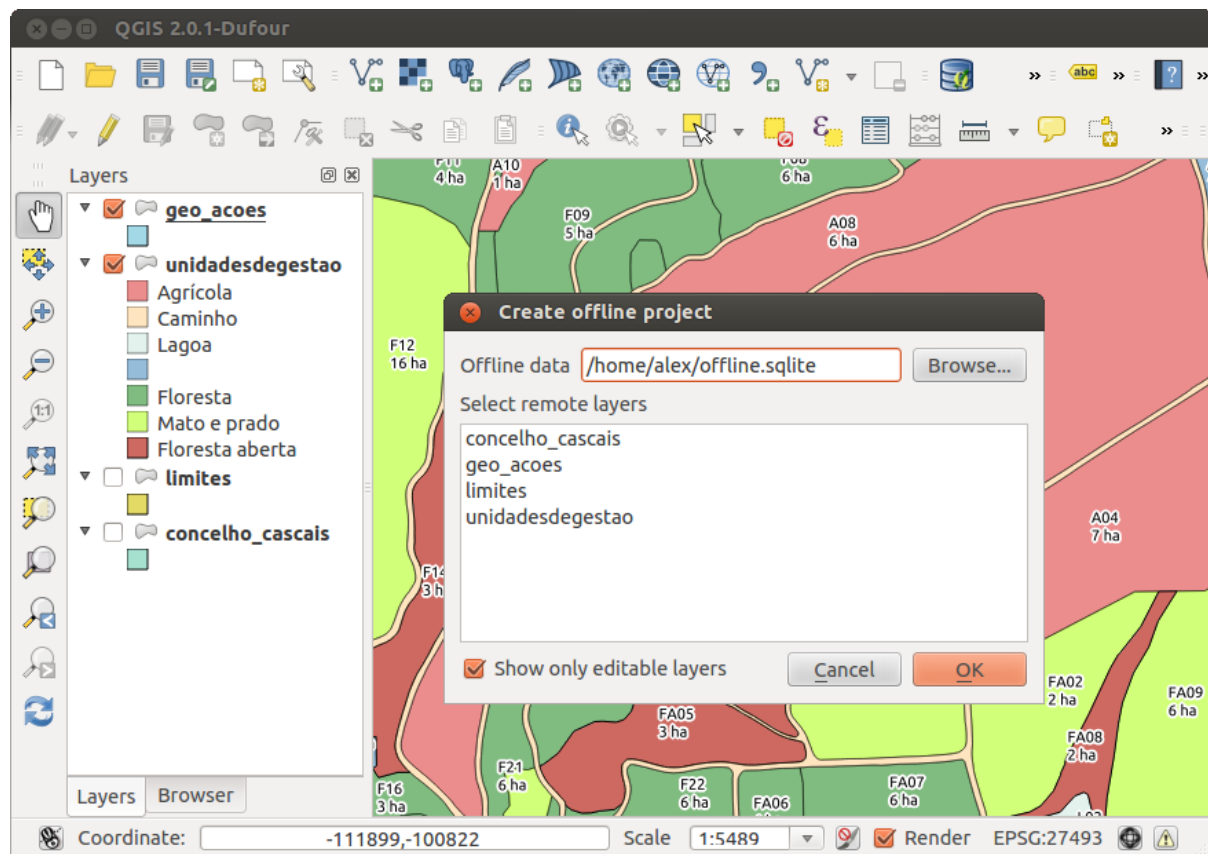 QGIS 2.0.1-Dufour
abc
Layers
geo_acoes
unidadesdegestao
Agrícola
Caminho
Lagoa
Floresta
Mato e prado
Floresta aberta
limites
concelho_cascais
Layers
Browser
4 ha
A10
1 ha
6 ha
F09
5 ha
A08
6 ha
F12
16 ha
A04
7 ha
FA02
2 ha
FA09
6 ha
FA05
3 ha
FA08
2 ha
F21
6 ha
F16
3 ha
F22
6 ha
FA06
FA07
6 ha
Create offline project
Offline data
/home/alex/offline.sqlite
Browse...
Select remote layers
concelho_cascais
geo_acoes
limites
unidadesdegestao
Show only editable layers
Cancel
OK
Coordinate:
-111899,-100822
Scale
1:5489
Render
EPSG:27493